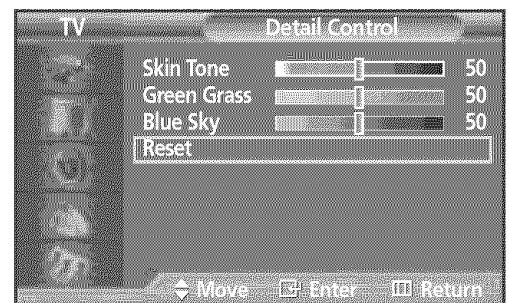 TV Detail Control
Skin Tone 50
Green Grass 50
Blue Sky 50
Reset
Move Enter Return